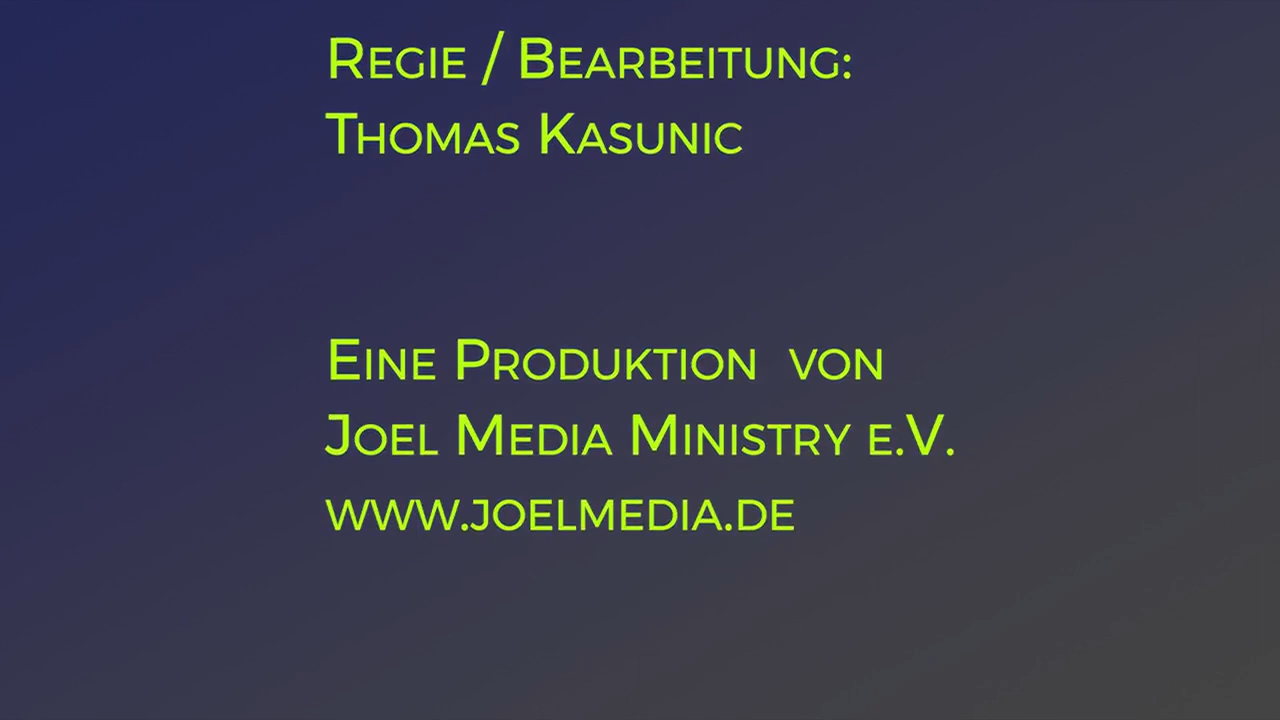 Regie / Bearbeitung:
Thomas Kasunic
Eine Produktion von
Joel Media Ministry e.V.
www.joelmedia.de